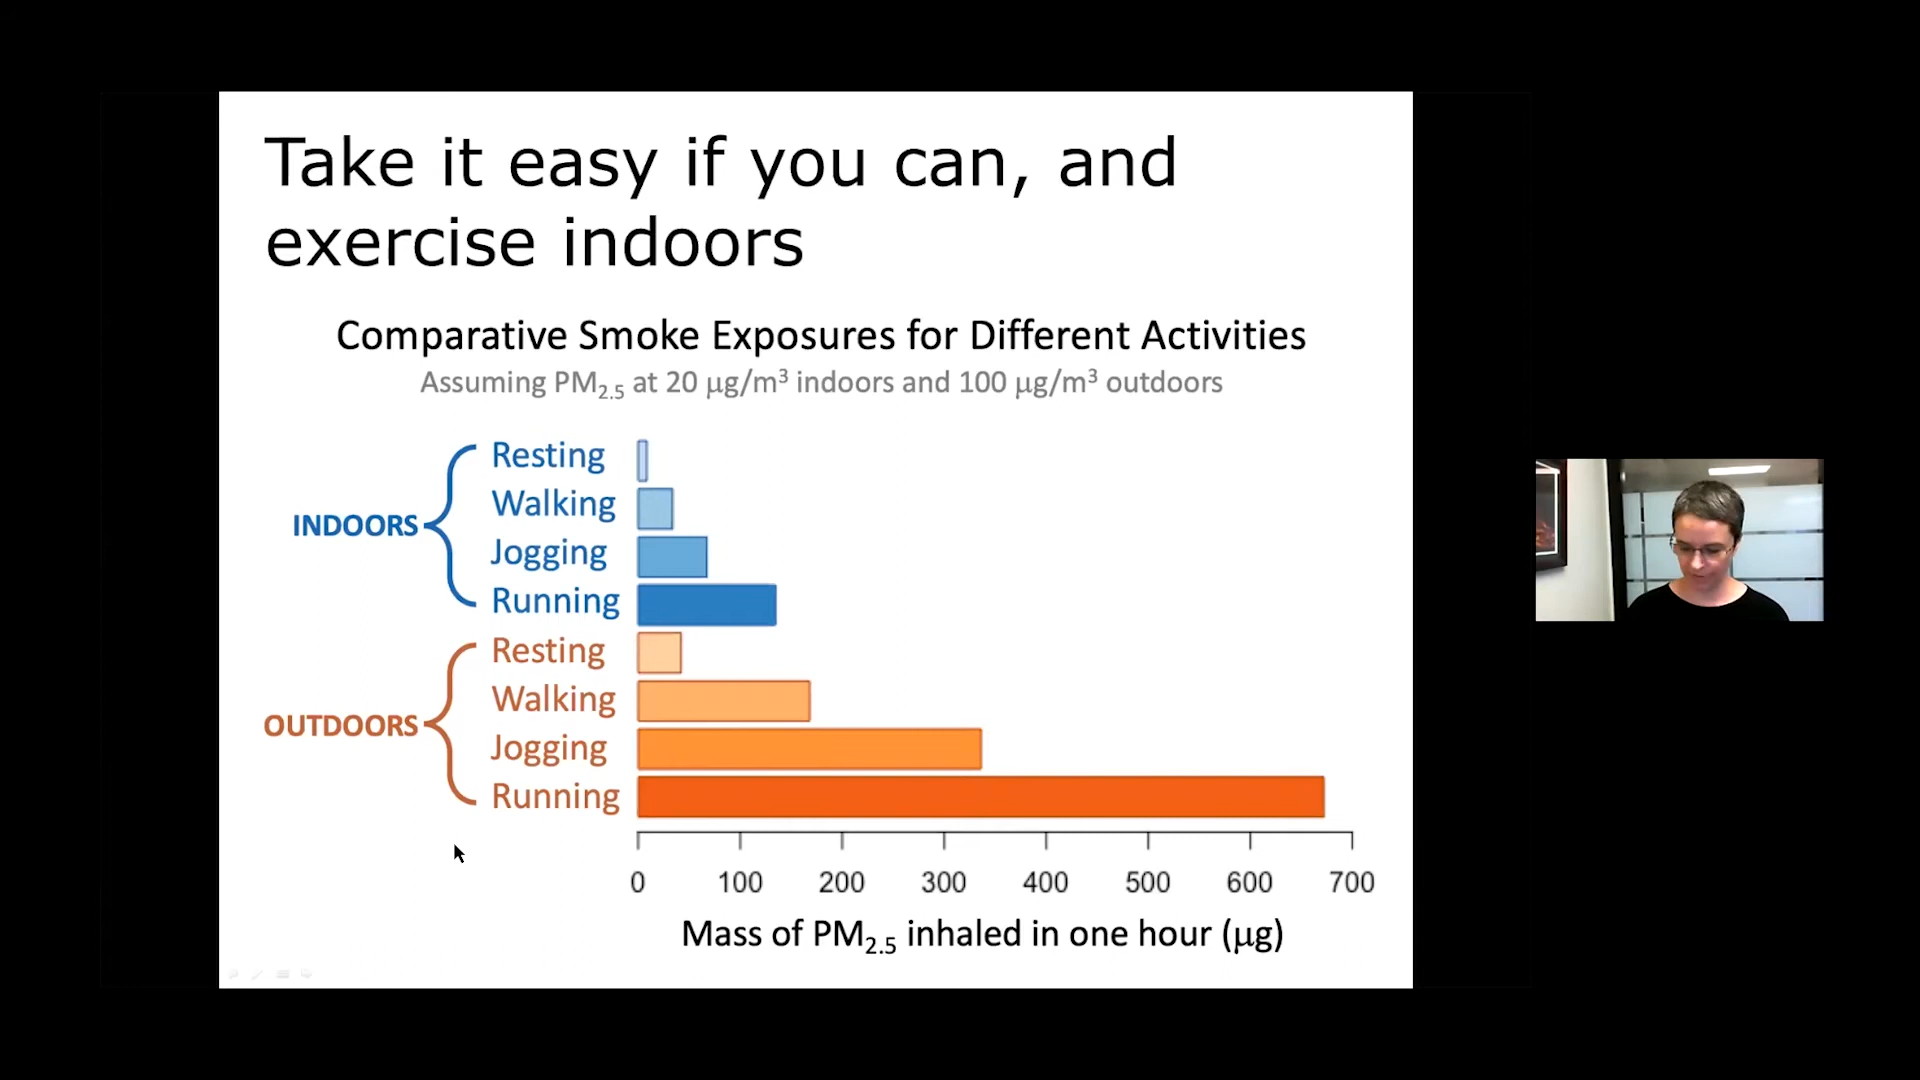 Take it easy if you can, and
exercise indoors
Comparative Smoke Exposures for Different Activities
Assuming PM2.5 at 20 μg/m³ indoors and 100 μg/m³ outdoors
INDOORS
Resting
Walking
Jogging
Running
OUTDOORS
Resting
Walking
Jogging
Running
0 100 200 300 400 500 600 700
Mass of PM2.5 inhaled in one hour (μg)